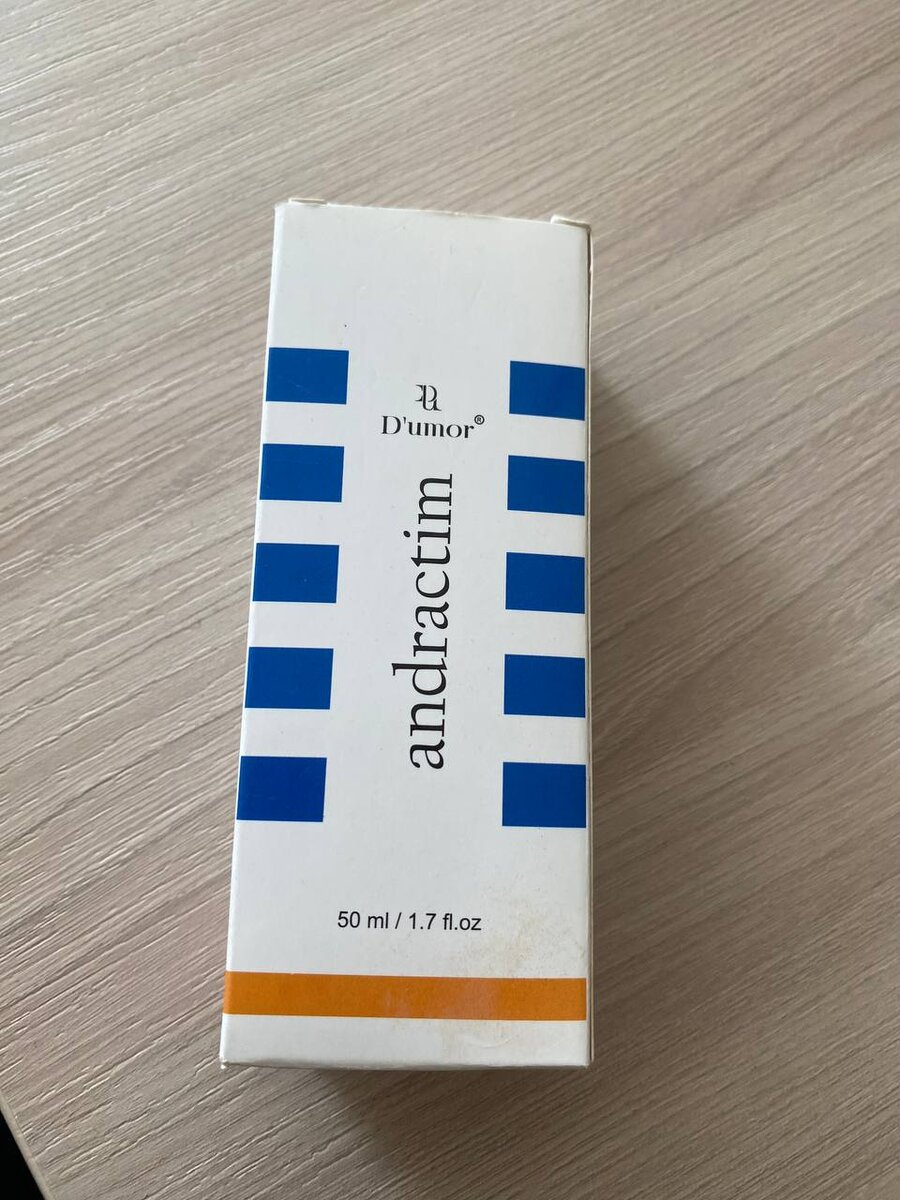 D'umor®
andractim
50 ml / 1.7 fl.oz